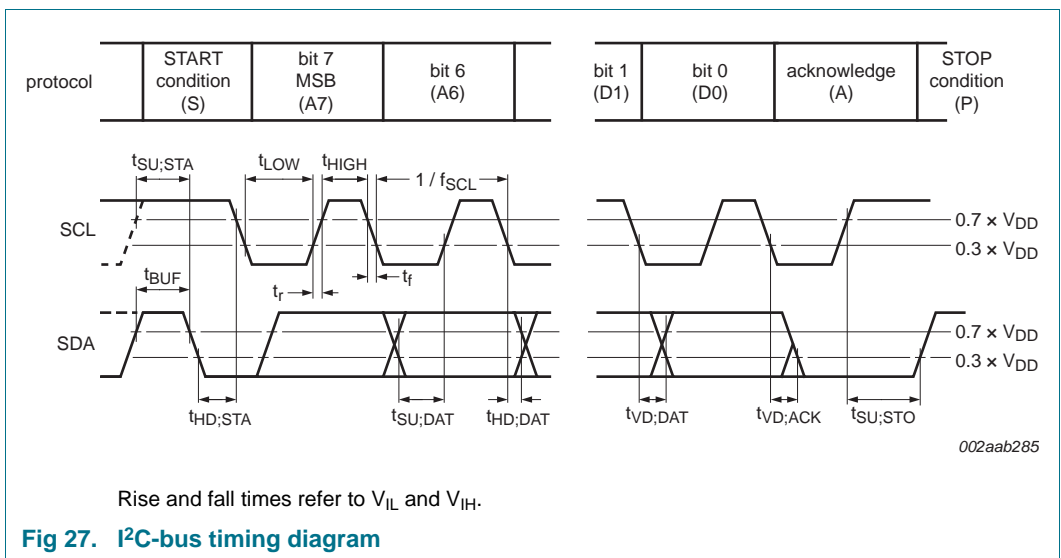 protocol
START
condition
(S)
bit 7
MSB
(A7)
bit 6
(A6)
bit 1
(D1)
bit 0
(D0)
acknowledge
(A)
STOP
condition
(P)
tSU;STA
tLOW
tHIGH
1 / fSCL
SCL
0.7 × VDD
0.3 × VDD
tBUF
tr
tf
SDA
0.7 × VDD
0.3 × VDD
tHD;STA
tSU;DAT
tHD;DAT
tVD;DAT
tVD;ACK
tSU;STO
002aab285
Rise and fall times refer to VIL and VIH.
Fig 27. I²C-bus timing diagram